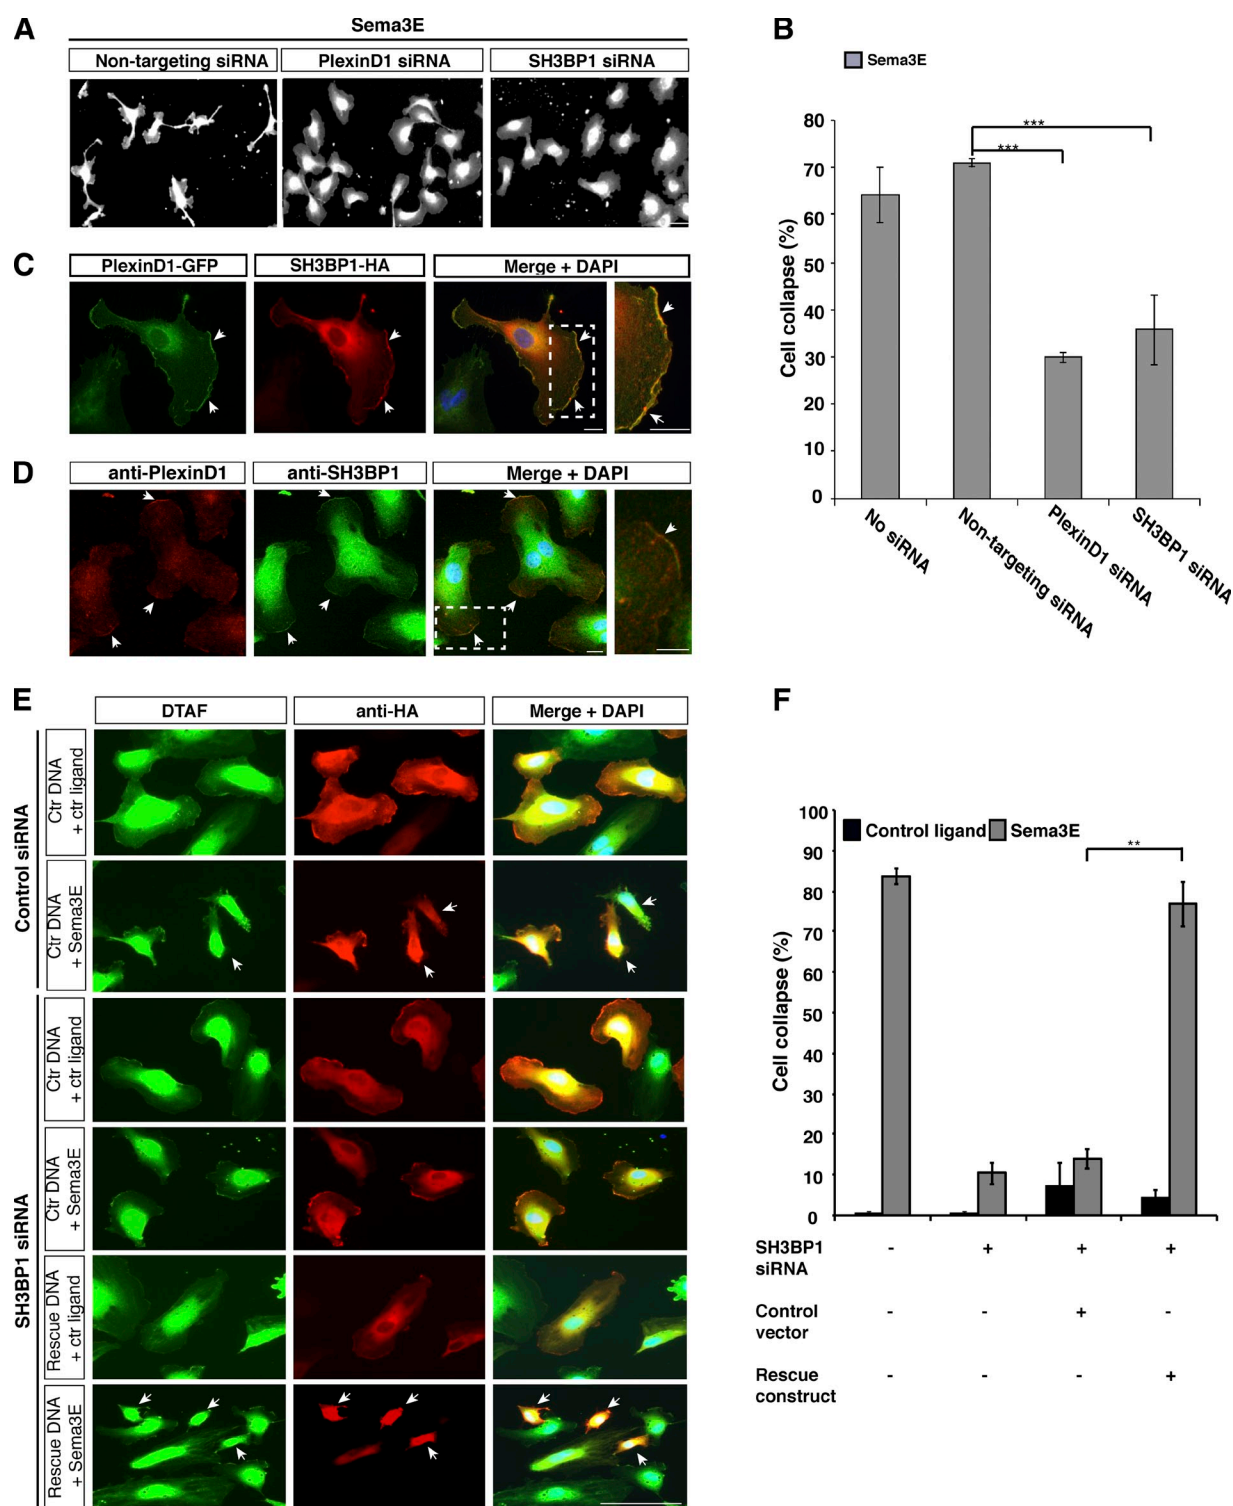 A
Sema3E
Non-targeting siRNA
PlexinD1 siRNA
SH3BP1 siRNA
B
Sema3E
Cell collapse (%)
80
70
60
50
40
30
20
10
0
***
***
No siRNA
Non-targeting siRNA
PlexinD1 siRNA
SH3BP1 siRNA
C
PlexinD1-GFP
SH3BP1-HA
Merge + DAPI
D
anti-PlexinD1
anti-SH3BP1
Merge + DAPI
E
DTAF
anti-HA
Merge + DAPI
Control siRNA
Ctr DNA
+ ctr ligand
Ctr DNA
+ Sema3E
SH3BP1 siRNA
Ctr DNA
+ ctr ligand
Ctr DNA
+ Sema3E
Rescue DNA
+ ctr ligand
Rescue DNA
+ Sema3E
F
Control ligand
Sema3E
Cell collapse (%)
100
90
80
70
60
50
40
30
20
10
0
**
SH3BP1
siRNA
- + + +
Control
vector
- - + -
Rescue
construct
- - - +